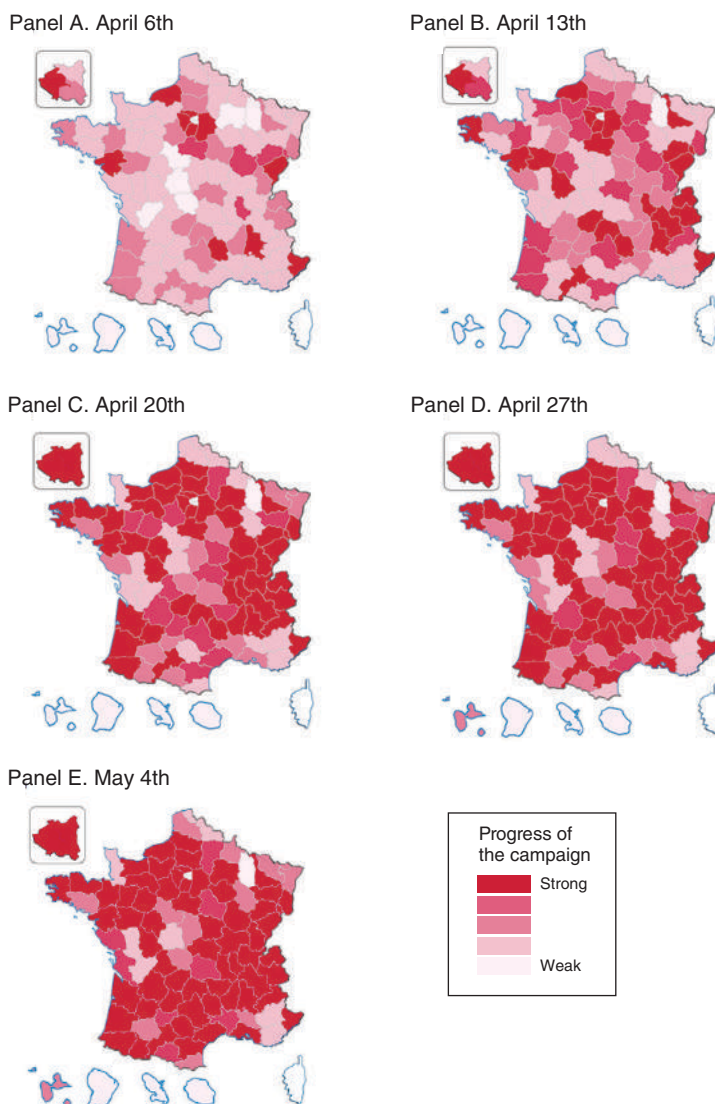 Panel A. April 6th
Panel B. April 13th
Panel C. April 20th
Panel D. April 27th
Panel E. May 4th
Progress of
the campaign
Strong
Weak